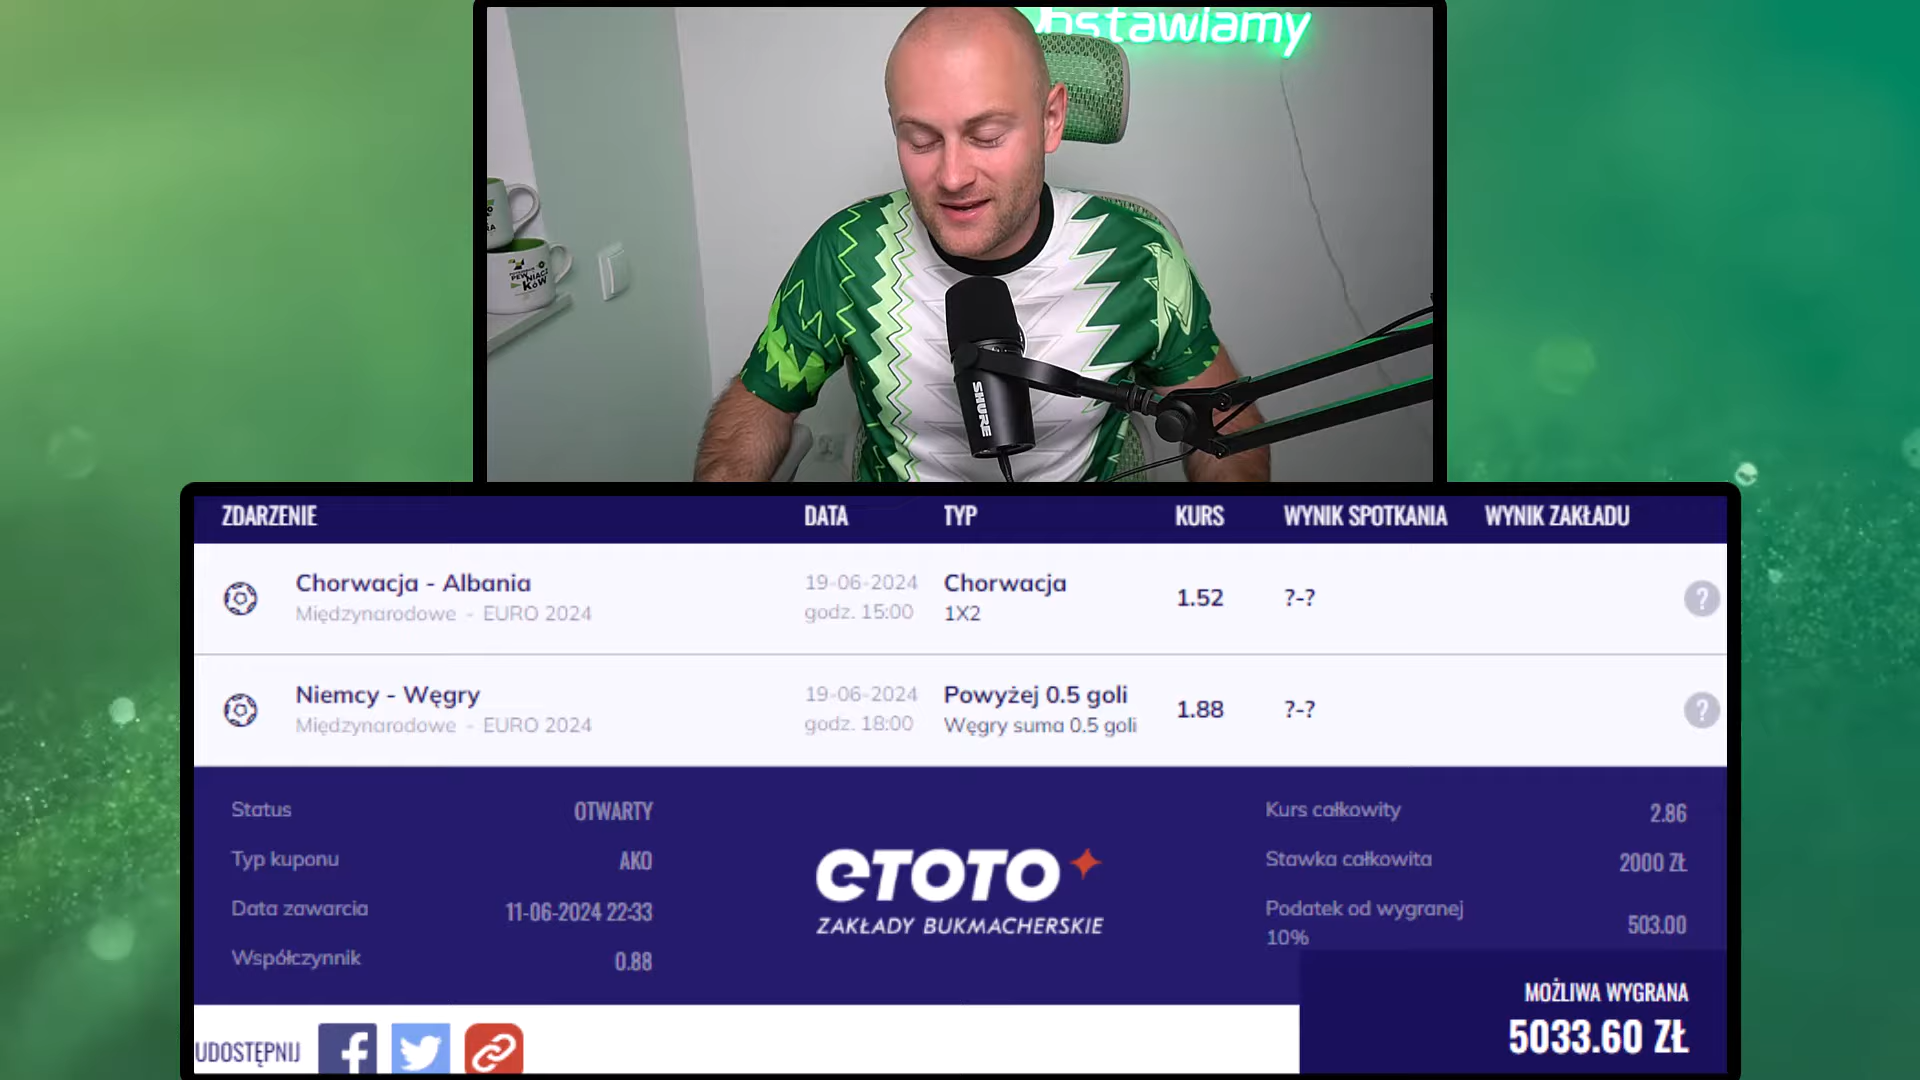 stawiamy
PEW
NIACZ
KÓW
SHURE
ZDARZENIE DATA TYP KURS WYNIK SPOTKANIA WYNIK ZAKŁADU
Chorwacja - Albania 19-06-2024 Chorwacja 1.52 ?-? ?
Międzynarodowe - EURO 2024 godz. 15:00 1X2
Niemcy - Węgry 19-06-2024 Powyżej 0.5 goli 1.88 ?-? ?
Międzynarodowe - EURO 2024 godz. 18:00 Węgry suma 0.5 goli
Status OTWARTY
Typ kuponu AKO
Data zawarcia 11-06-2024 22:33
Współczynnik 0.88
eTOTO
ZAKŁADY BUKMACHERSKIE
Kurs całkowity 2.86
Stawka całkowita 2000 ZŁ
Podatek od wygranej
10% 503.00
MOŻLIWA WYGRANA
5033.60 ZŁ
UDOSTĘPNIJ